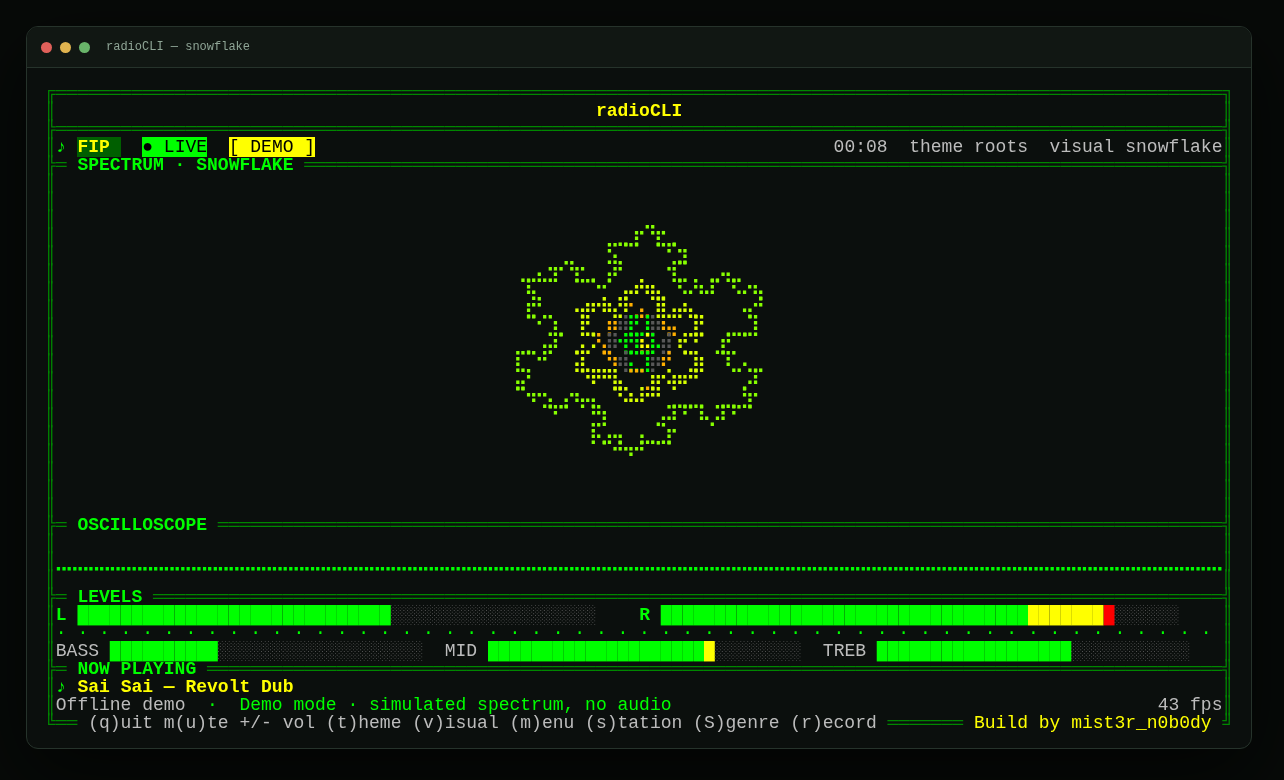 radioCLI — snowflake
radioCLI
♪ FIP ● LIVE [ DEMO ] 00:08 theme roots visual snowflake
SPECTRUM · SNOWFLAKE
OSCILLOSCOPE
LEVELS
L R
BASS MID TREB
NOW PLAYING
♪ Sai Sai — Revolt Dub
Offline demo · Demo mode · simulated spectrum, no audio 43 fps
(q)uit m(u)te +/- vol (t)heme (v)isual (m)enu (s)tation (S)genre (r)ecord Build by mist3r_n0b0dy